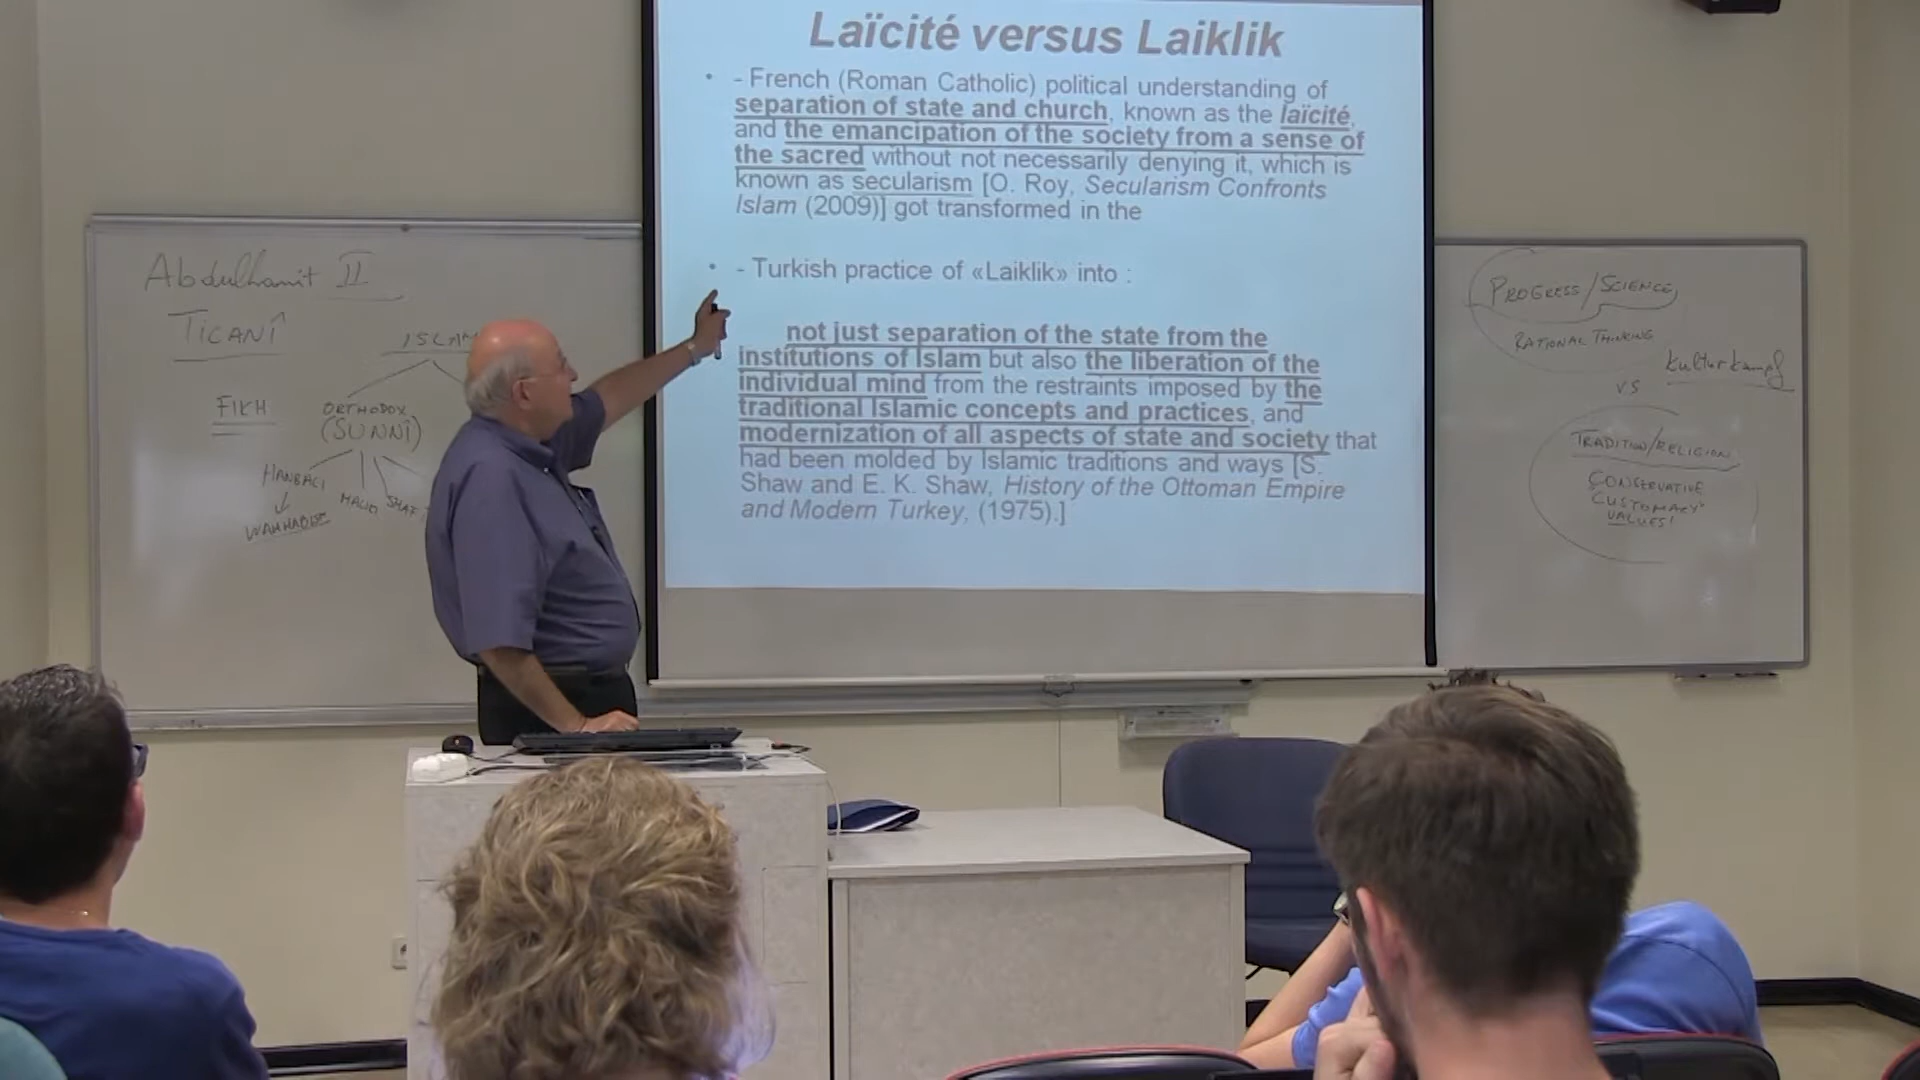 Laïcité versus Laiklik
• - French (Roman Catholic) political understanding of
separation of state and church, known as the laïcité,
and the emancipation of the society from a sense of
the sacred without not necessarily denying it, which is
known as secularism [O. Roy, Secularism Confronts
Islam (2009)] got transformed in the
• - Turkish practice of «Laiklik» into :
not just separation of the state from the
institutions of Islam but also the liberation of the
individual mind from the restraints imposed by the
traditional Islamic concepts and practices, and
modernization of all aspects of state and society that
had been molded by Islamic traditions and ways [S.
Shaw and E. K. Shaw, History of the Ottoman Empire
and Modern Turkey, (1975).]
Abdulhamit II
TICANÎ
ISLAM
FIKH
ORTHODOX
(SUNNÎ)
HANBALI
WAHHABISM
PROGRESS/SCIENCE
RATIONAL THINKING
Kulturkampf
VS
TRADITION/RELIGION
CONSERVATIVE
CUSTOMARY
VALUES!